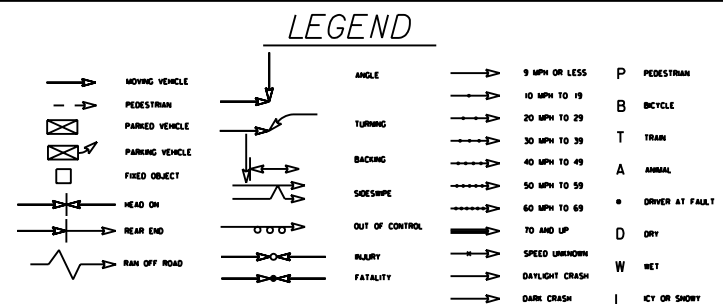 LEGEND
MOVING VEHICLE
PEDESTRIAN
PARKED VEHICLE
PARKING VEHICLE
FIXED OBJECT
HEAD ON
REAR END
RAN OFF ROAD
ANGLE
TURNING
BACKING
SIDESWIPE
OUT OF CONTROL
INJURY
FATALITY
9 MPH OR LESS
10 MPH TO 19
20 MPH TO 29
30 MPH TO 39
40 MPH TO 49
50 MPH TO 59
60 MPH TO 69
70 AND UP
SPEED UNKNOWN
DAYLIGHT CRASH
DARK CRASH
P PEDESTRIAN
B BICYCLE
T TRAIN
A ANIMAL
DRIVER AT FAULT
D DRY
W WET
I ICY OR SNOWY